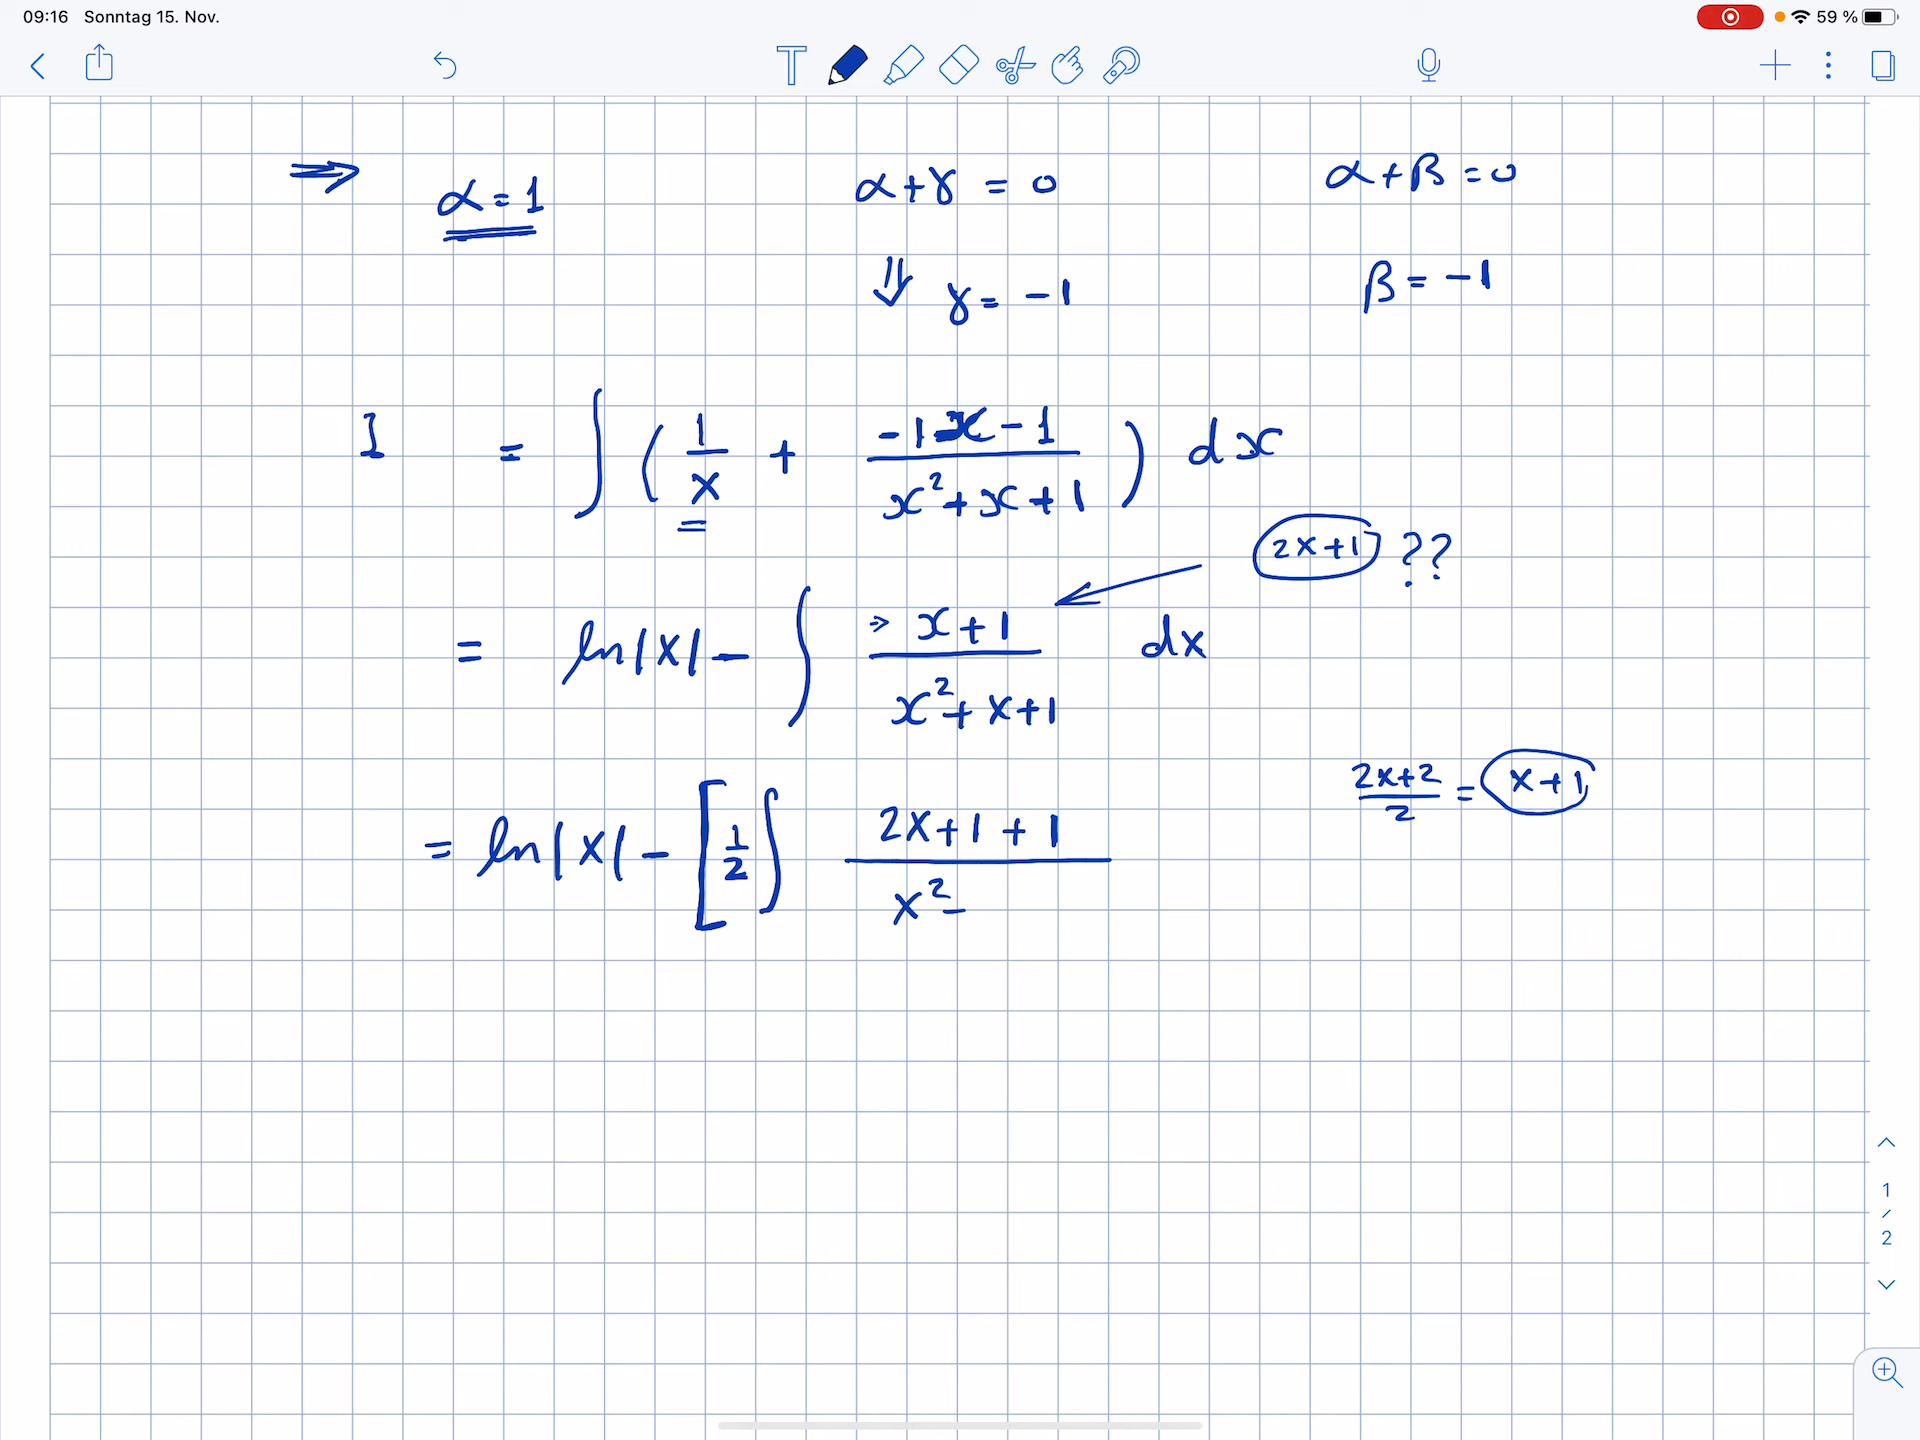 09:16 Sonntag 15. Nov. 59 %
T
⇒ α = 1 α + γ = 0 α + β = 0
⇓ γ = -1 β = -1
I = ∫ ( 1/x + (-1x - 1)/(x² + x + 1) ) dx
2x+1 ??
= ln|x| - ∫ (x+1)/(x² + x + 1) dx
(2x+2)/2 = x+1
= ln|x| - [ 1/2 ∫ (2x+1+1)/(x² –
1
/
2